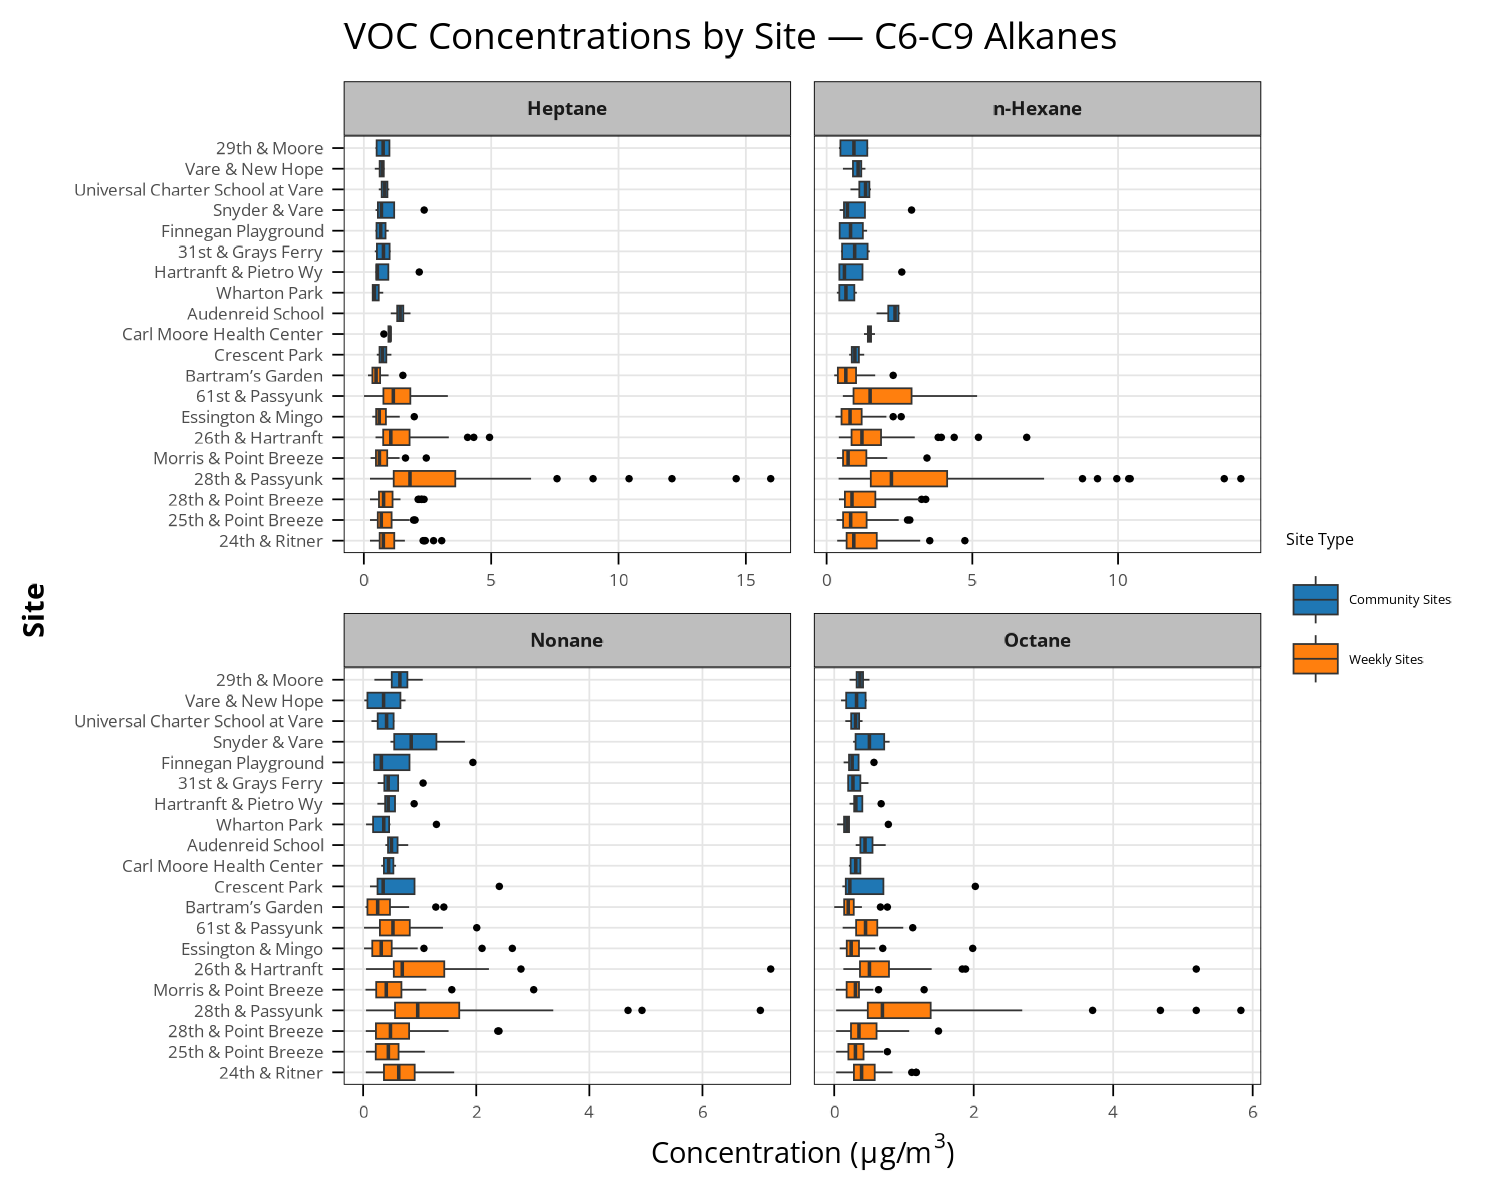 VOC Concentrations by Site — C6-C9 Alkanes
Heptane
n-Hexane
29th & Moore
Vare & New Hope
Universal Charter School at Vare
Snyder & Vare
Finnegan Playground
31st & Grays Ferry
Hartranft & Pietro Wy
Wharton Park
Audenreid School
Carl Moore Health Center
Crescent Park
Bartram’s Garden
61st & Passyunk
Essington & Mingo
26th & Hartranft
Morris & Point Breeze
28th & Passyunk
28th & Point Breeze
25th & Point Breeze
24th & Ritner
0 5 10 15
0 5 10
Nonane
Octane
29th & Moore
Vare & New Hope
Universal Charter School at Vare
Snyder & Vare
Finnegan Playground
31st & Grays Ferry
Hartranft & Pietro Wy
Wharton Park
Audenreid School
Carl Moore Health Center
Crescent Park
Bartram’s Garden
61st & Passyunk
Essington & Mingo
26th & Hartranft
Morris & Point Breeze
28th & Passyunk
28th & Point Breeze
25th & Point Breeze
24th & Ritner
0 2 4 6
0 2 4 6
Site
Concentration (µg/m³)
Site Type
Community Sites
Weekly Sites